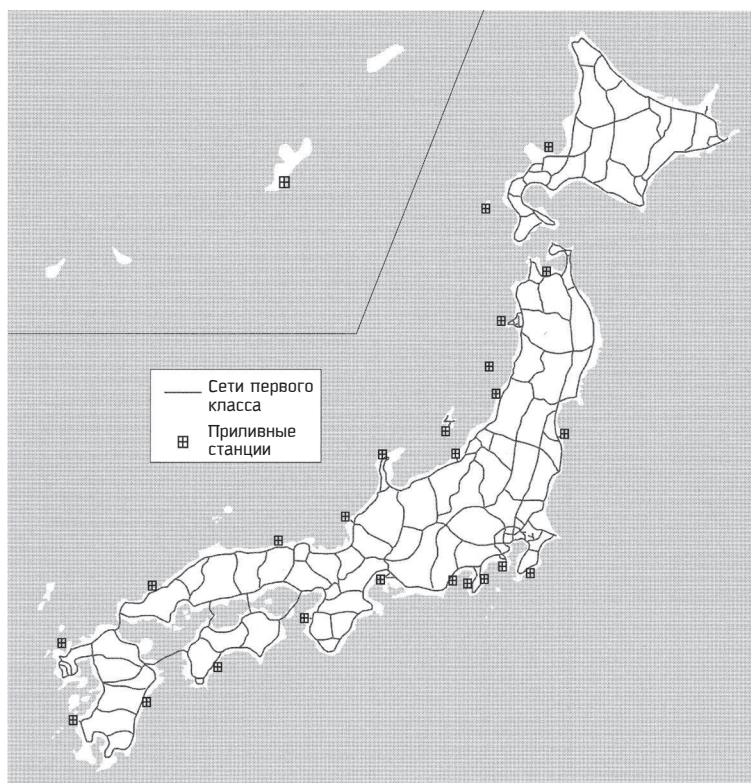 Сети первого
класса
Приливные
станции